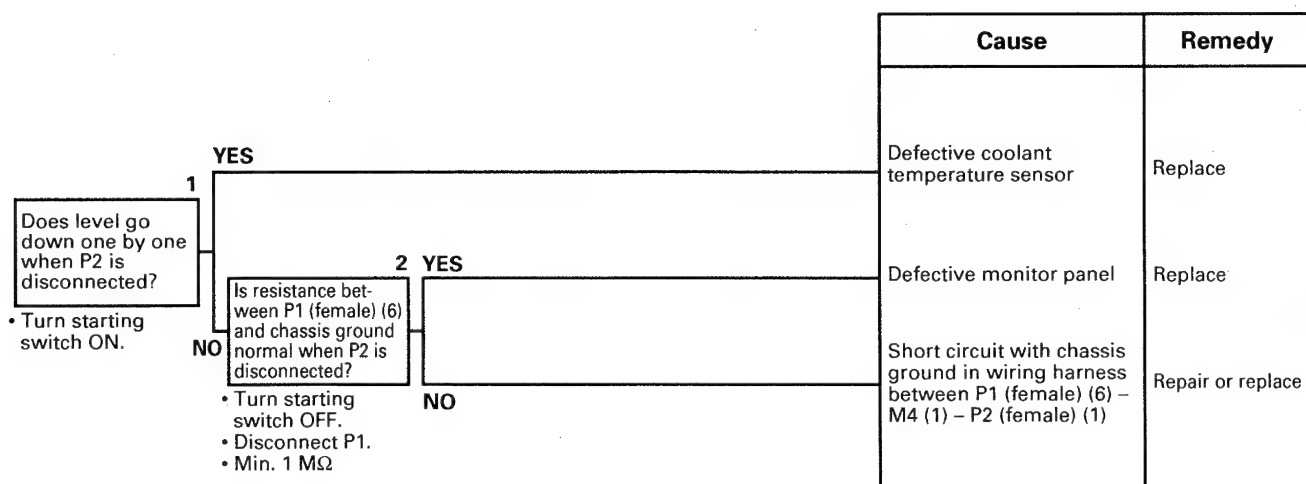 Cause
Remedy
YES
1
Does level go
down one by one
when P2 is
disconnected?
• Turn starting
switch ON.
NO
2
Is resistance bet-
ween P1 (female) (6)
and chassis ground
normal when P2 is
disconnected?
• Turn starting
switch OFF.
• Disconnect P1.
• Min. 1 MΩ
YES
NO
Defective coolant
temperature sensor
Replace
Defective monitor panel
Replace
Short circuit with chassis
ground in wiring harness
between P1 (female) (6) –
M4 (1) – P2 (female) (1)
Repair or replace